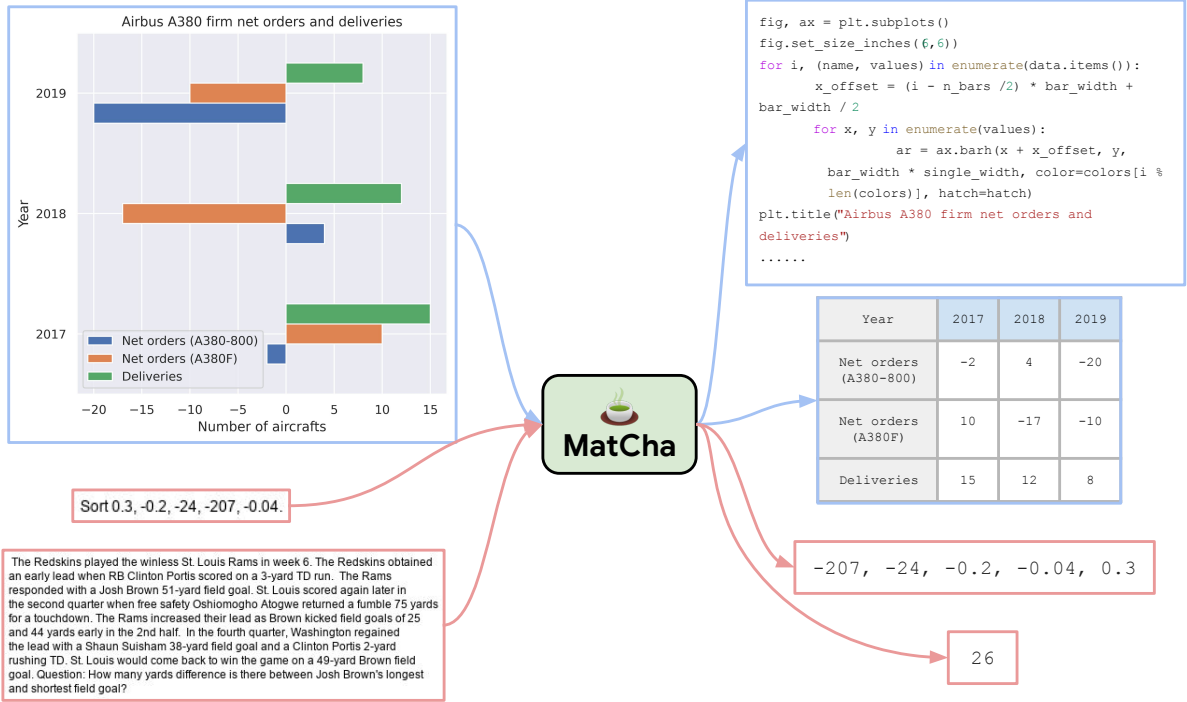 Airbus A380 firm net orders and deliveries
2019
2018
2017
Year
Net orders (A380-800)
Net orders (A380F)
Deliveries
−20 −15 −10 −5 0 5 10 15
Number of aircrafts
Sort 0.3, -0.2, -24, -207, -0.04.
The Redskins played the winless St. Louis Rams in week 6. The Redskins obtained
an early lead when RB Clinton Portis scored on a 3-yard TD run. The Rams
responded with a Josh Brown 51-yard field goal. St. Louis scored again later in
the second quarter when free safety Oshiomogho Atogwe returned a fumble 75 yards
for a touchdown. The Rams increased their lead as Brown kicked field goals of 25
and 44 yards early in the 2nd half. In the fourth quarter, Washington regained
the lead with a Shaun Suisham 38-yard field goal and a Clinton Portis 2-yard
rushing TD. St. Louis would come back to win the game on a 49-yard Brown field
goal. Question: How many yards difference is there between Josh Brown's longest
and shortest field goal?
MatCha
fig, ax = plt.subplots()
fig.set_size_inches((6,6))
for i, (name, values) in enumerate(data.items()):
x_offset = (i - n_bars /2) * bar_width +
bar_width / 2
for x, y in enumerate(values):
ar = ax.barh(x + x_offset, y,
bar_width * single_width, color=colors[i %
len(colors)], hatch=hatch)
plt.title("Airbus A380 firm net orders and
deliveries")
......
Year 2017 2018 2019
Net orders
(A380-800) -2 4 -20
Net orders
(A380F) 10 -17 -10
Deliveries 15 12 8
-207, -24, -0.2, -0.04, 0.3
26